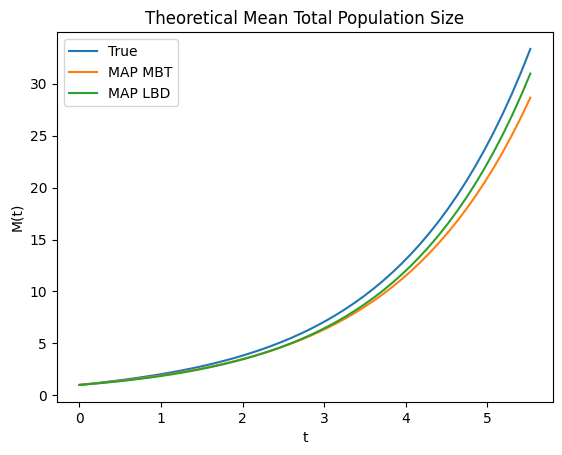 Theoretical Mean Total Population Size
True
MAP MBT
MAP LBD
30
25
20
15
10
5
0
M(t)
0 1 2 3 4 5
t